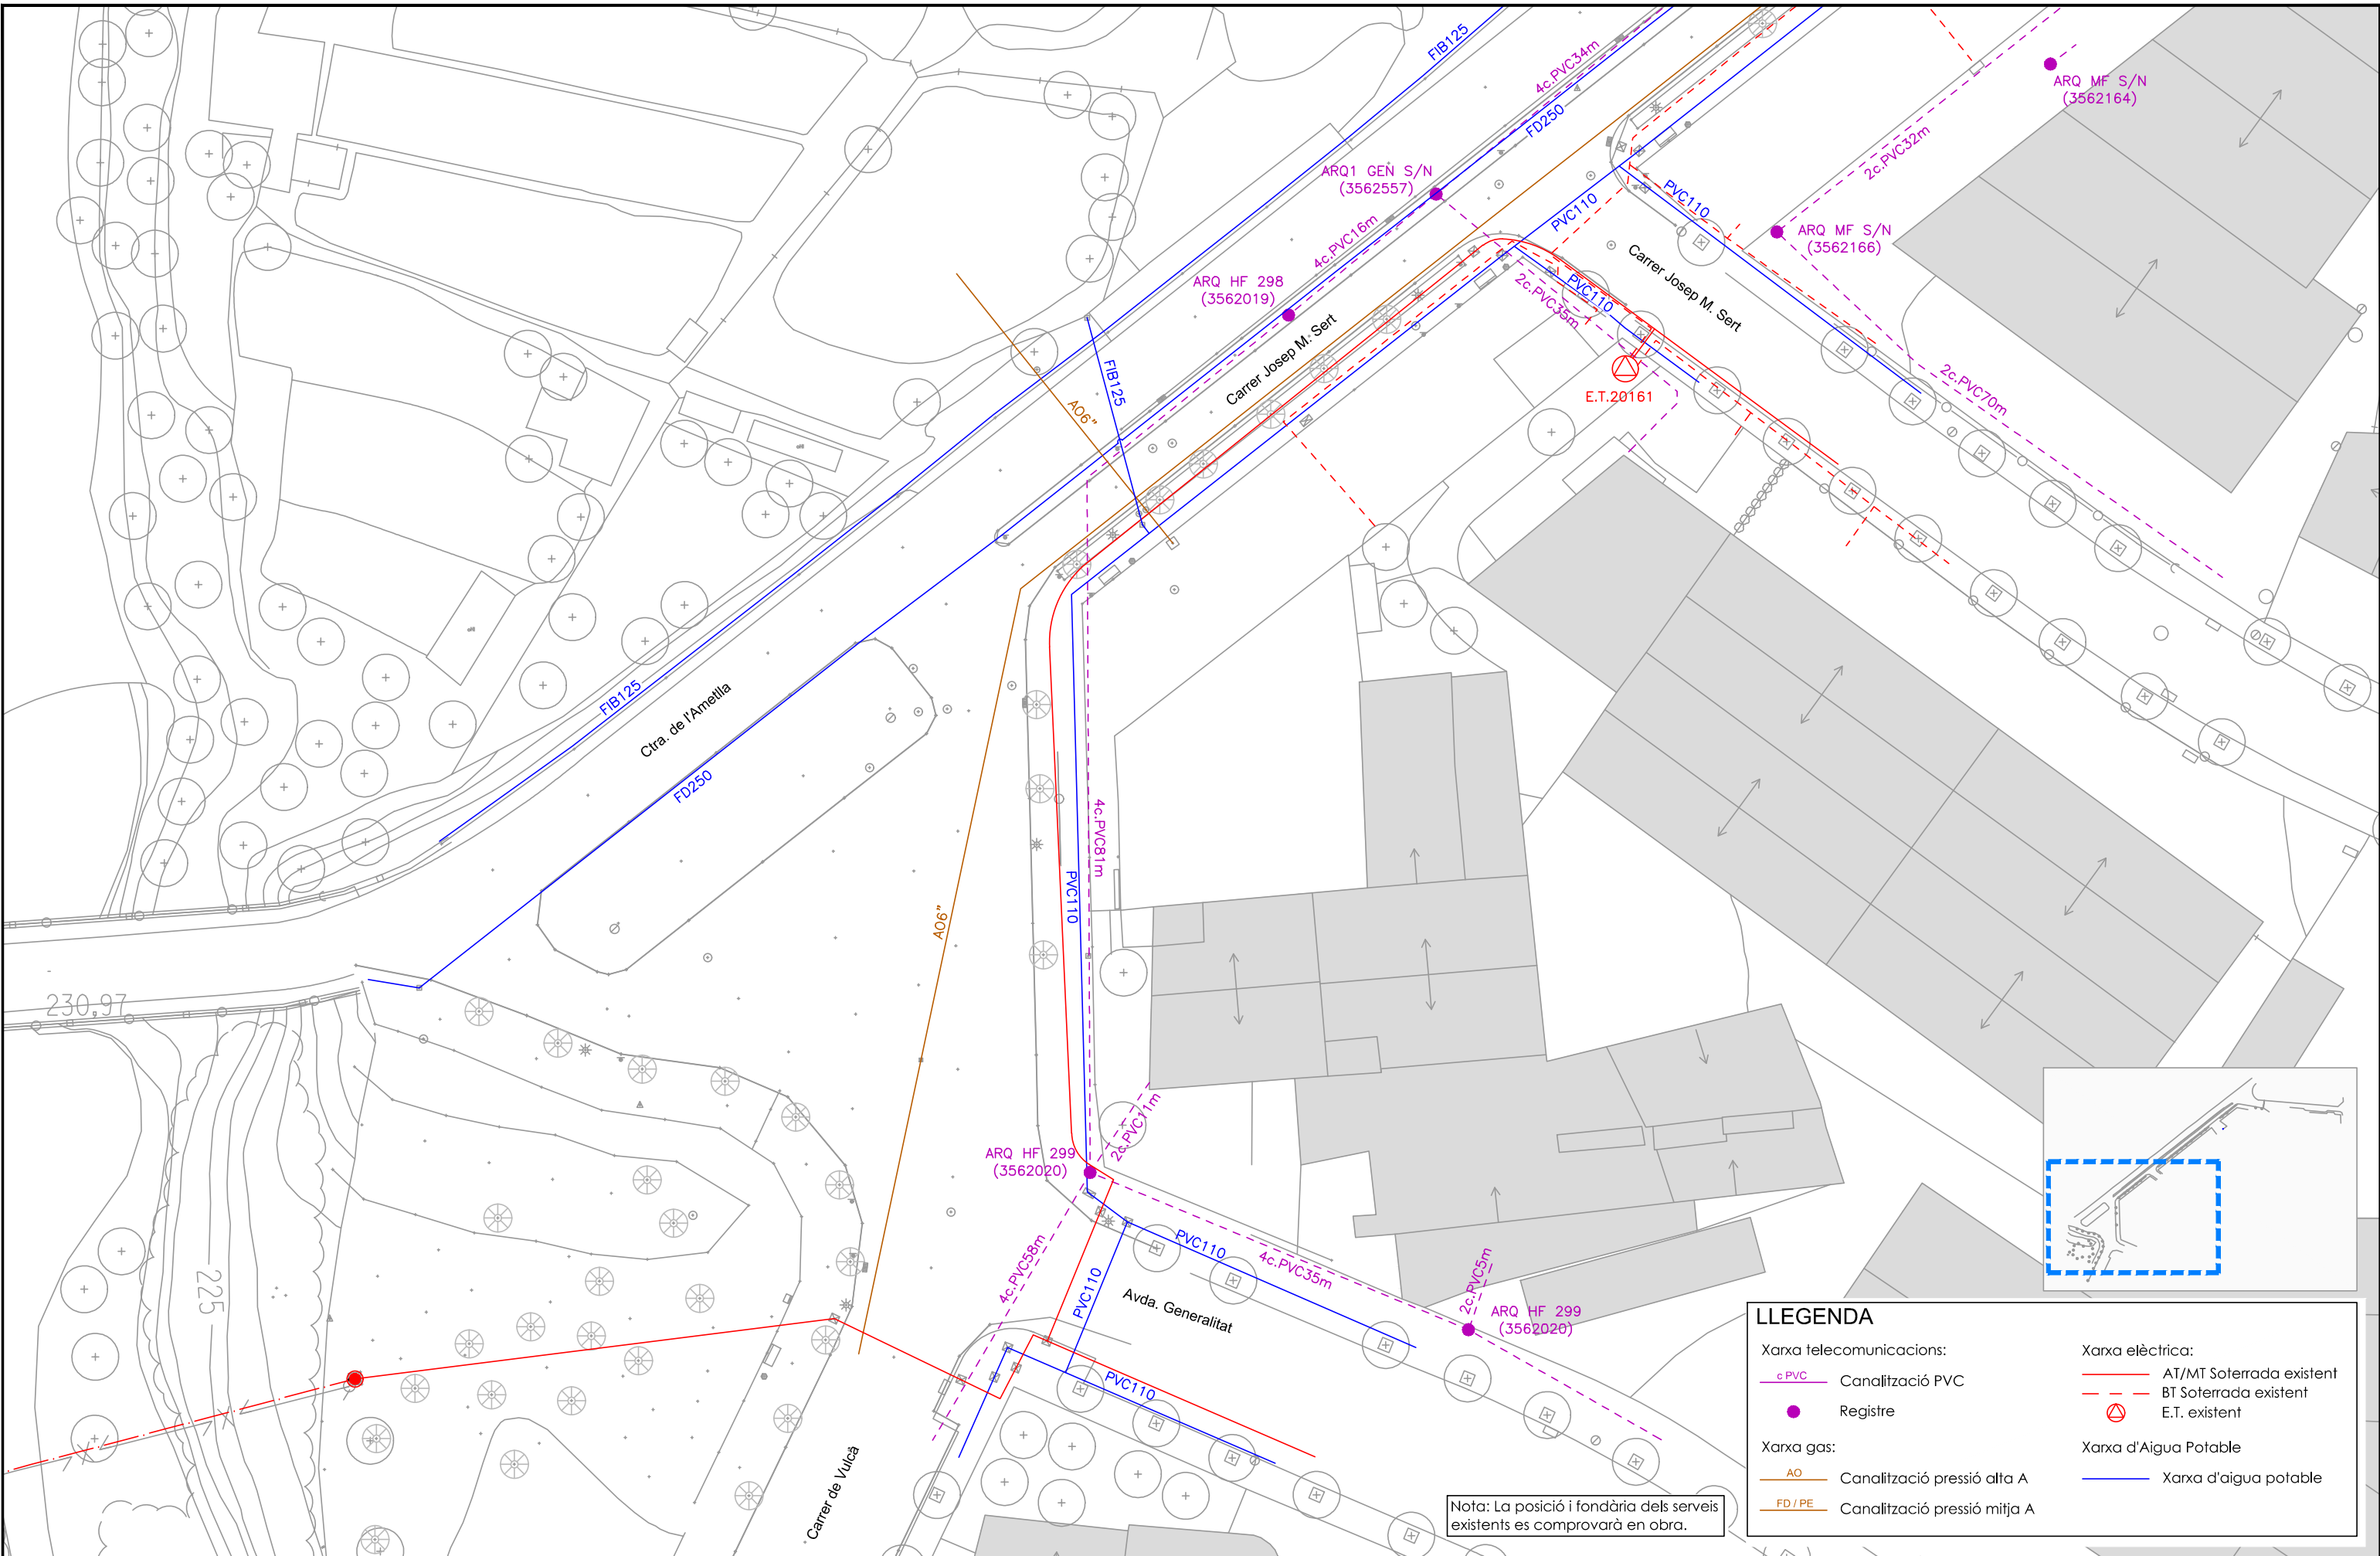 FIB125
4c.PVC34m
FD250
ARQ MF S/N
(3562164)
2c.PVC32m
ARQ1 GEN S/N
(3562557)
PVC110
PVC110
ARQ MF S/N
(3562166)
4c.PVC16m
Carrer Josep M. Sert
ARQ HF 298
(3562019)
PVC110
2c.PVC35m
Carrer Josep M. Sert
E.T.20161
2c.PVC70m
FIB125
AO6"
FIB125
Ctra. de l'Ametlla
FD250
4c.PVC81m
PVC110
AO6"
230,97
2c.PVC11m
ARQ HF 299
(3562020)
225
4c.PVC58m
PVC110
PVC110
4c.PVC35m
2c.PVC5m
Avda. Generalitat
ARQ HF 299
(3562020)
PVC110
Carrer de Vulcà
Nota: La posició i fondària dels serveis
existents es comprovarà en obra.
LLEGENDA
Xarxa telecomunicacions:
c PVC
Canalització PVC
Registre
Xarxa gas:
AO
Canalització pressió alta A
FD / PE
Canalització pressió mitja A
Xarxa elèctrica:
AT/MT Soterrada existent
BT Soterrada existent
E.T. existent
Xarxa d'Aigua Potable
Xarxa d'aigua potable